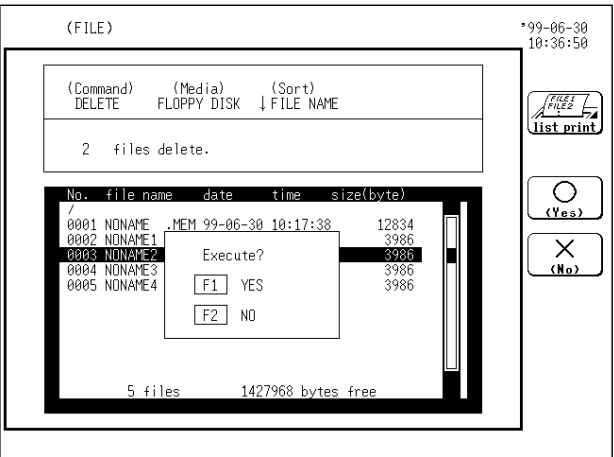 (FILE)
'99-06-30
10:36:50
(Command) (Media) (Sort)
DELETE FLOPPY DISK ↓FILE NAME
2 files delete.
FILE1
FILE2
list print
(Yes)
(No)
No. file name date time size(byte)
/
0001 NONAME .MEM 99-06-30 10:17:38 12834
0002 NONAME1 3986
0003 NONAME2 3986
0004 NONAME3 3986
0005 NONAME4 3986
Execute?
F1 YES
F2 NO
5 files 1427968 bytes free